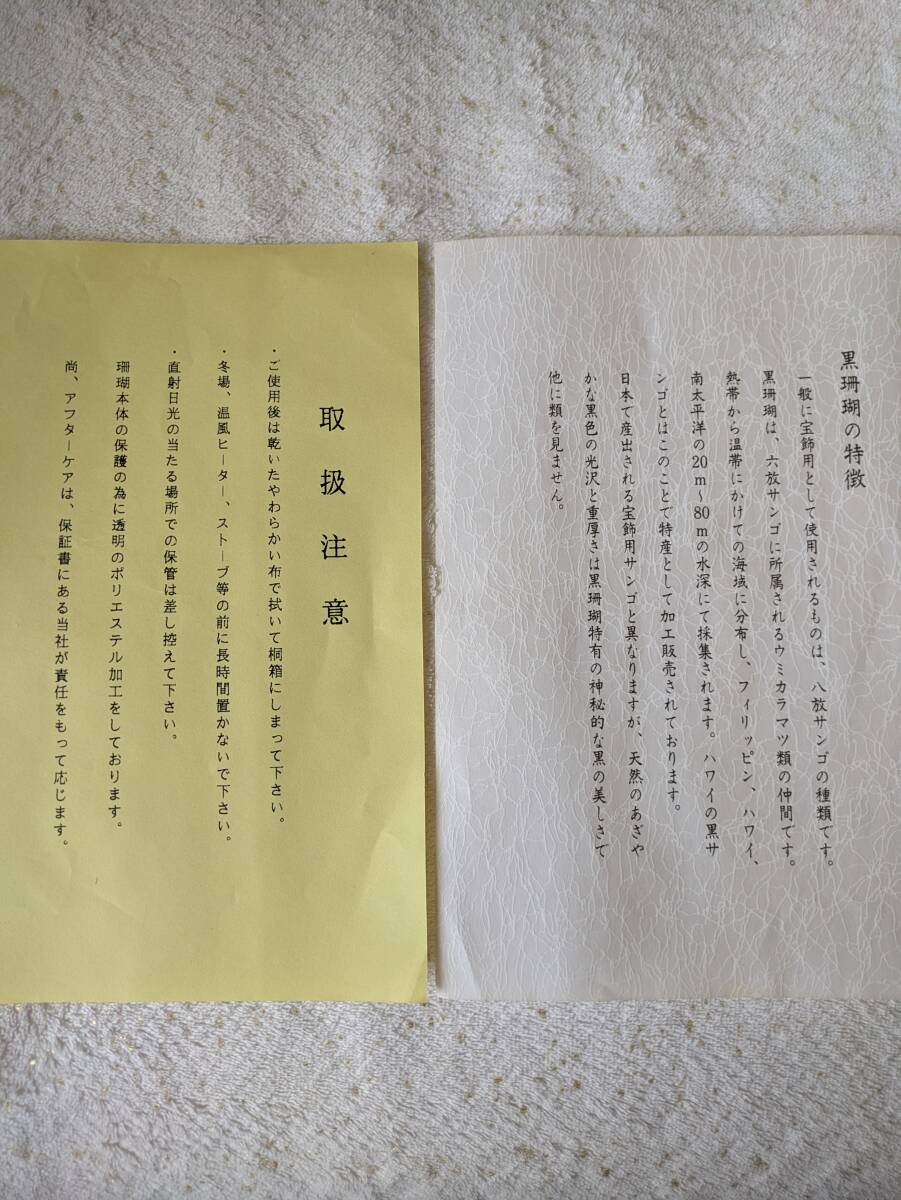 黒珊瑚の特徴
一般に宝飾用として使用されるものは、八放サンゴの種類です。
黒珊瑚は、六放サンゴに所属されるウミカラマツ類の仲間です。
熱帯から温帯にかけての海域に分布し、フィリッピン、ハワイ、
南太平洋の20m～80mの水深にて採集されます。ハワイの黒サ
ンゴとはこのことで特産として加工販売されております。
日本で産出される宝飾用サンゴと異なりますが、天然のあざや
かな黒色の光沢と重厚さは黒珊瑚特有の神秘的な黒の美しさで
他に類を見ません。
取扱注意
・ご使用後は乾いたやわらかい布で拭いて桐箱にしまって下さい。
・冬場、温風ヒーター、ストーブ等の前に長時間置かないで下さい。
・直射日光の当たる場所での保管は差し控えて下さい。
珊瑚本体の保護の為に透明のポリエステル加工をしております。
尚、アフターケアは、保証書にある当社が責任をもって応じます。